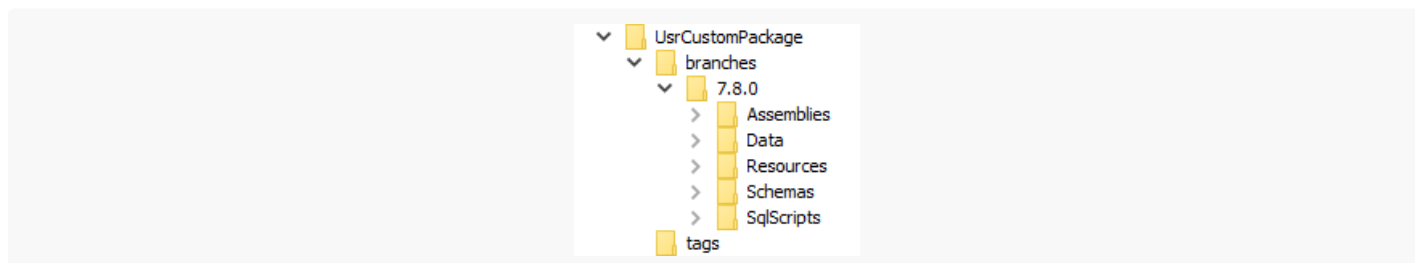 UsrCustomPackage
branches
7.8.0
Assemblies
Data
Resources
Schemas
SqlScripts
tags